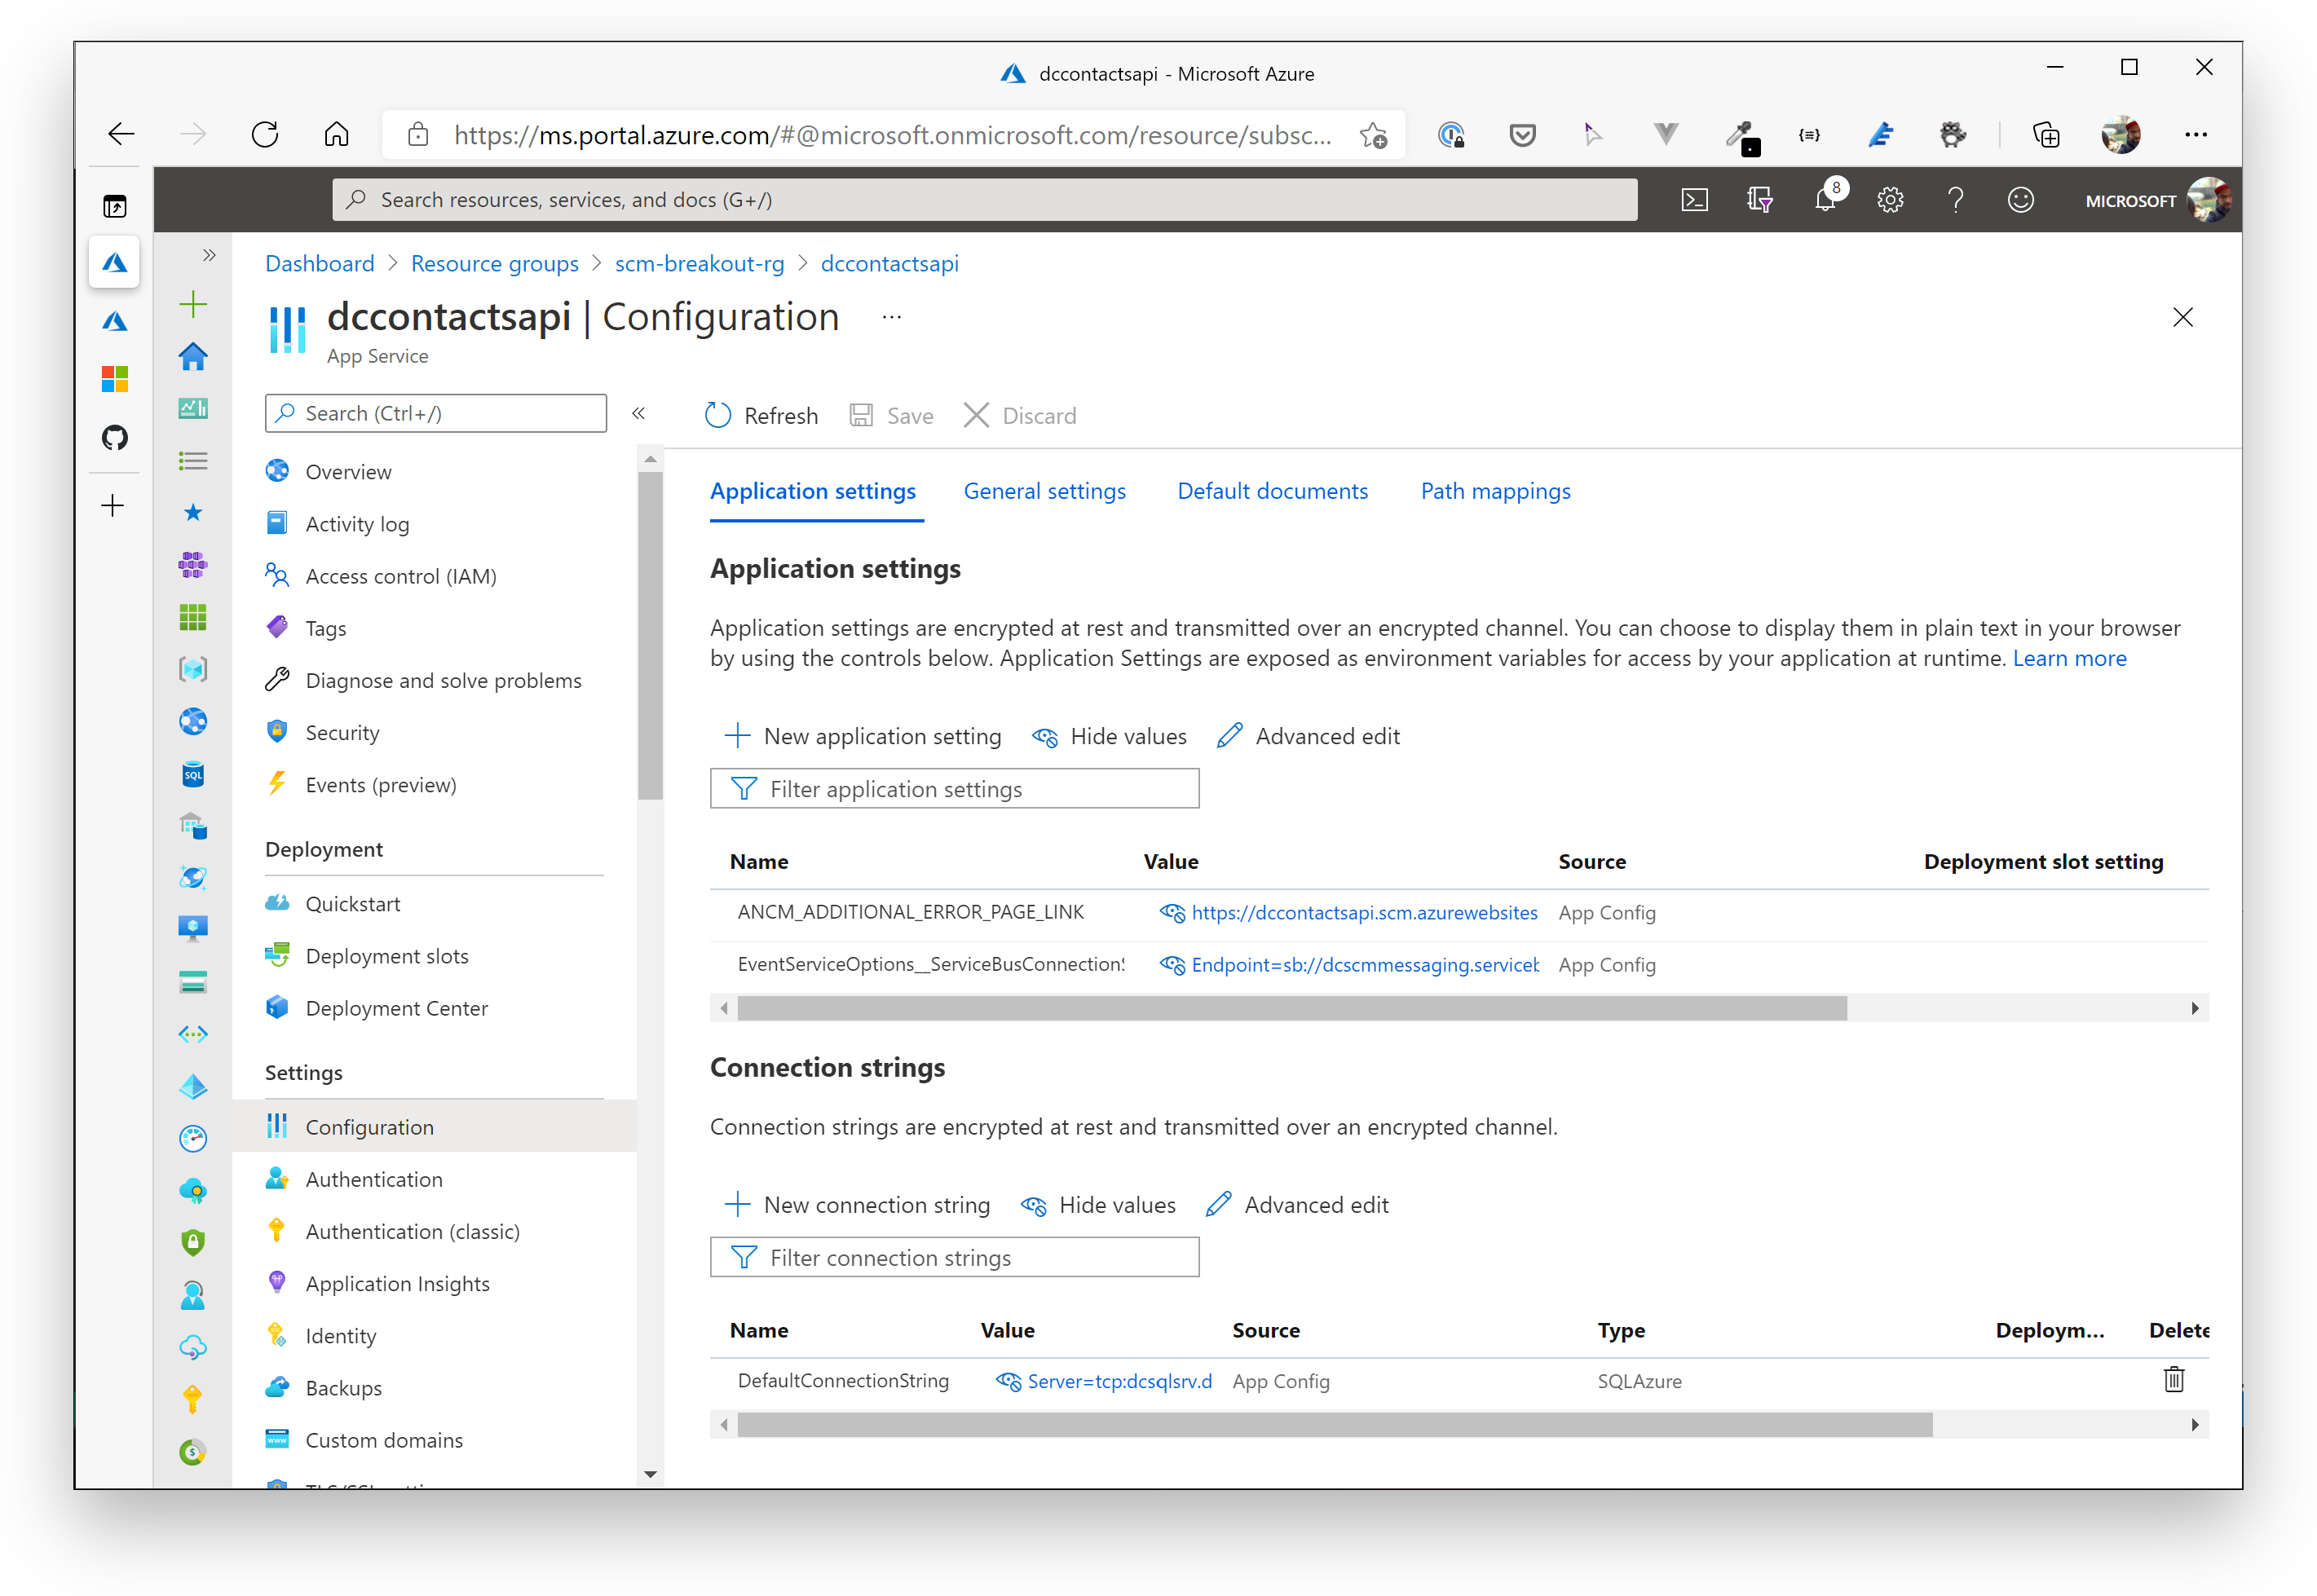 dccontactsapi - Microsoft Azure
https://ms.portal.azure.com/#@microsoft.onmicrosoft.com/resource/subsc...
Search resources, services, and docs (G+/)
8
MICROSOFT
Dashboard > Resource groups > scm-breakout-rg > dccontactsapi
dccontactsapi | Configuration ...
App Service
Search (Ctrl+/)
Refresh Save Discard
Overview
Activity log
Access control (IAM)
Tags
Diagnose and solve problems
Security
Events (preview)
Deployment
Quickstart
Deployment slots
Deployment Center
Settings
Configuration
Authentication
Authentication (classic)
Application Insights
Identity
Backups
Custom domains
Application settings General settings Default documents Path mappings
Application settings
Application settings are encrypted at rest and transmitted over an encrypted channel. You can choose to display them in plain text in your browser
by using the controls below. Application Settings are exposed as environment variables for access by your application at runtime. Learn more
New application setting Hide values Advanced edit
Filter application settings
Name Value Source Deployment slot setting
ANCM_ADDITIONAL_ERROR_PAGE_LINK https://dccontactsapi.scm.azurewebsites App Config
EventServiceOptions__ServiceBusConnection Endpoint=sb://dcscmmessaging.service App Config
Connection strings
Connection strings are encrypted at rest and transmitted over an encrypted channel.
New connection string Hide values Advanced edit
Filter connection strings
Name Value Source Type Deploym... Delete
DefaultConnectionString Server=tcp:dcsqlsrv.d App Config SQLAzure